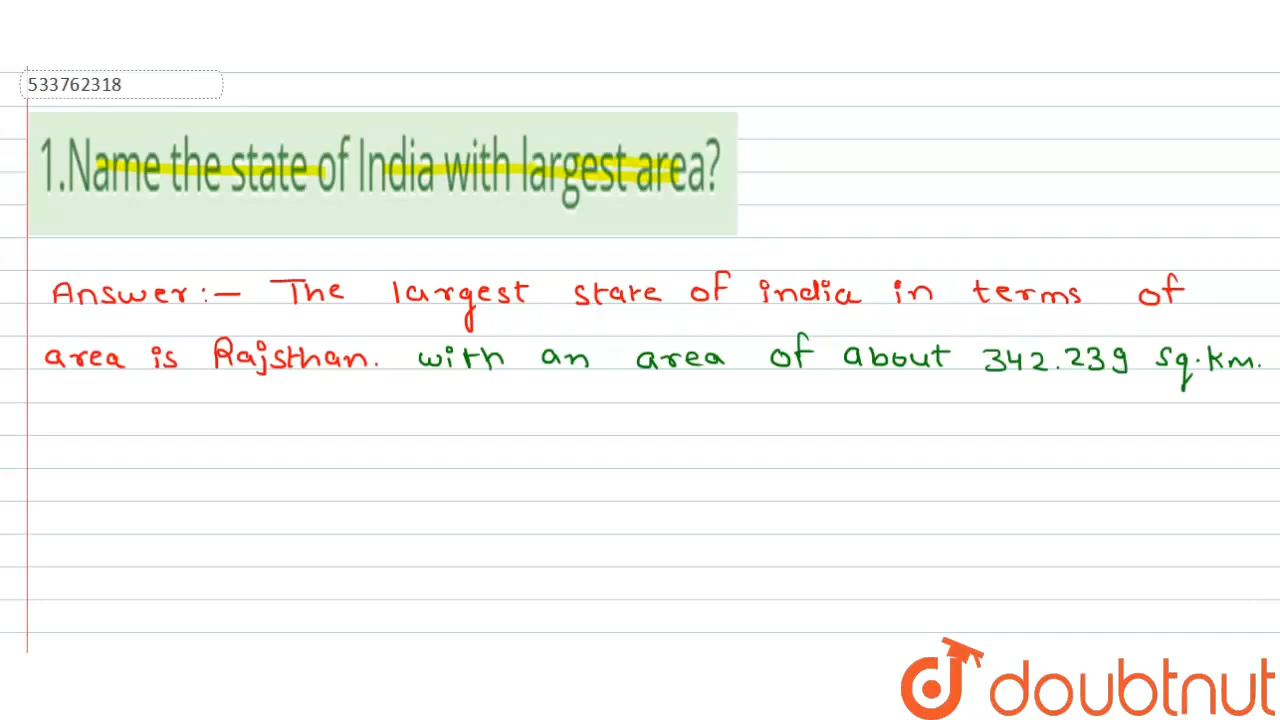 533762318
1.Name the state of India with largest area?
Answer:- The largest state of india in terms of
area is Rajsthan. with an area of about 342.239 sq.km.
doubtnut